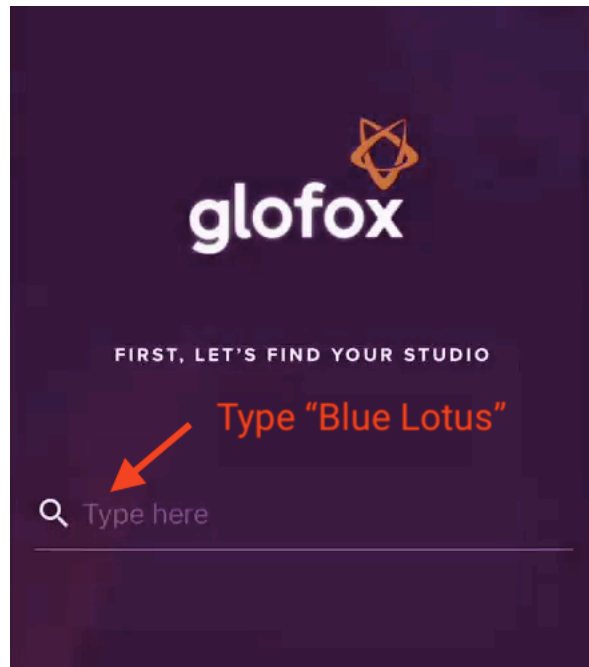 glofox
FIRST, LET'S FIND YOUR STUDIO
Type “Blue Lotus”
Type here